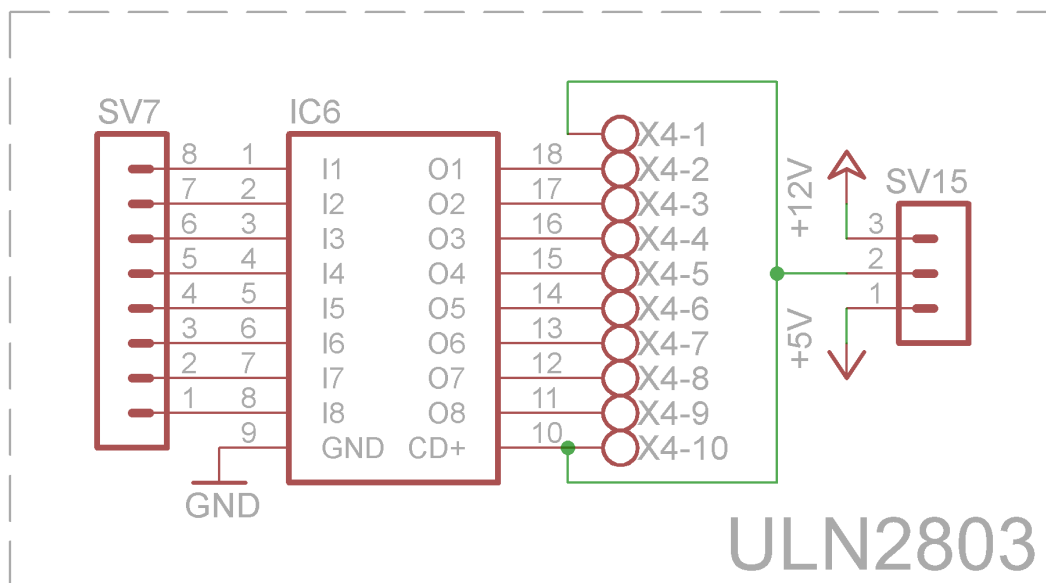 SV7
IC6
X4-1
8 1 I1 O1 18 X4-2
7 2 I2 O2 17 X4-3
6 3 I3 O3 16 X4-4
5 4 I4 O4 15 X4-5
4 5 I5 O5 14 X4-6
3 6 I6 O6 13 X4-7
2 7 I7 O7 12 X4-8
1 8 I8 O8 11 X4-9
9 GND CD+ 10 X4-10
GND
+12V
+5V
SV15
3
2
1
ULN2803